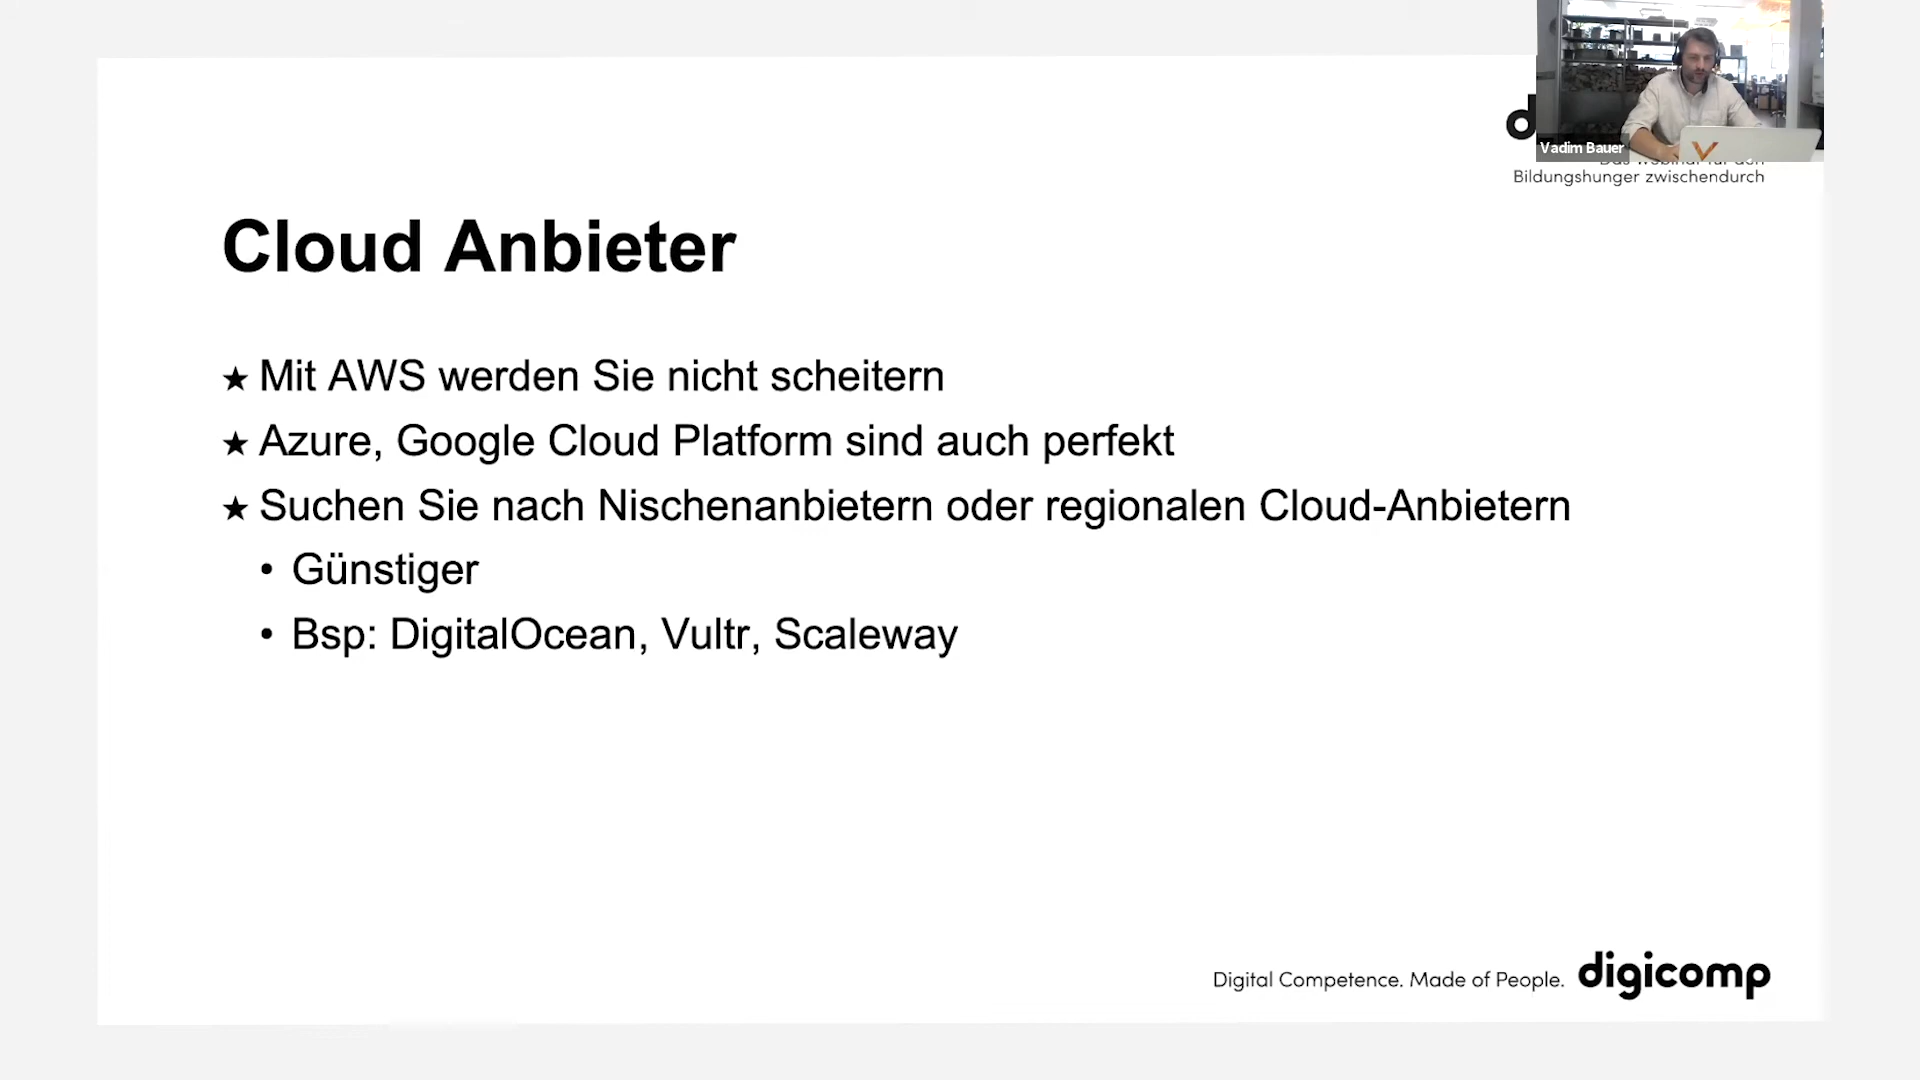 Vadim Bauer
Bildungshunger zwischendurch
Cloud Anbieter
★ Mit AWS werden Sie nicht scheitern
★ Azure, Google Cloud Platform sind auch perfekt
★ Suchen Sie nach Nischenanbietern oder regionalen Cloud-Anbietern
• Günstiger
• Bsp: DigitalOcean, Vultr, Scaleway
Digital Competence. Made of People. digicomp